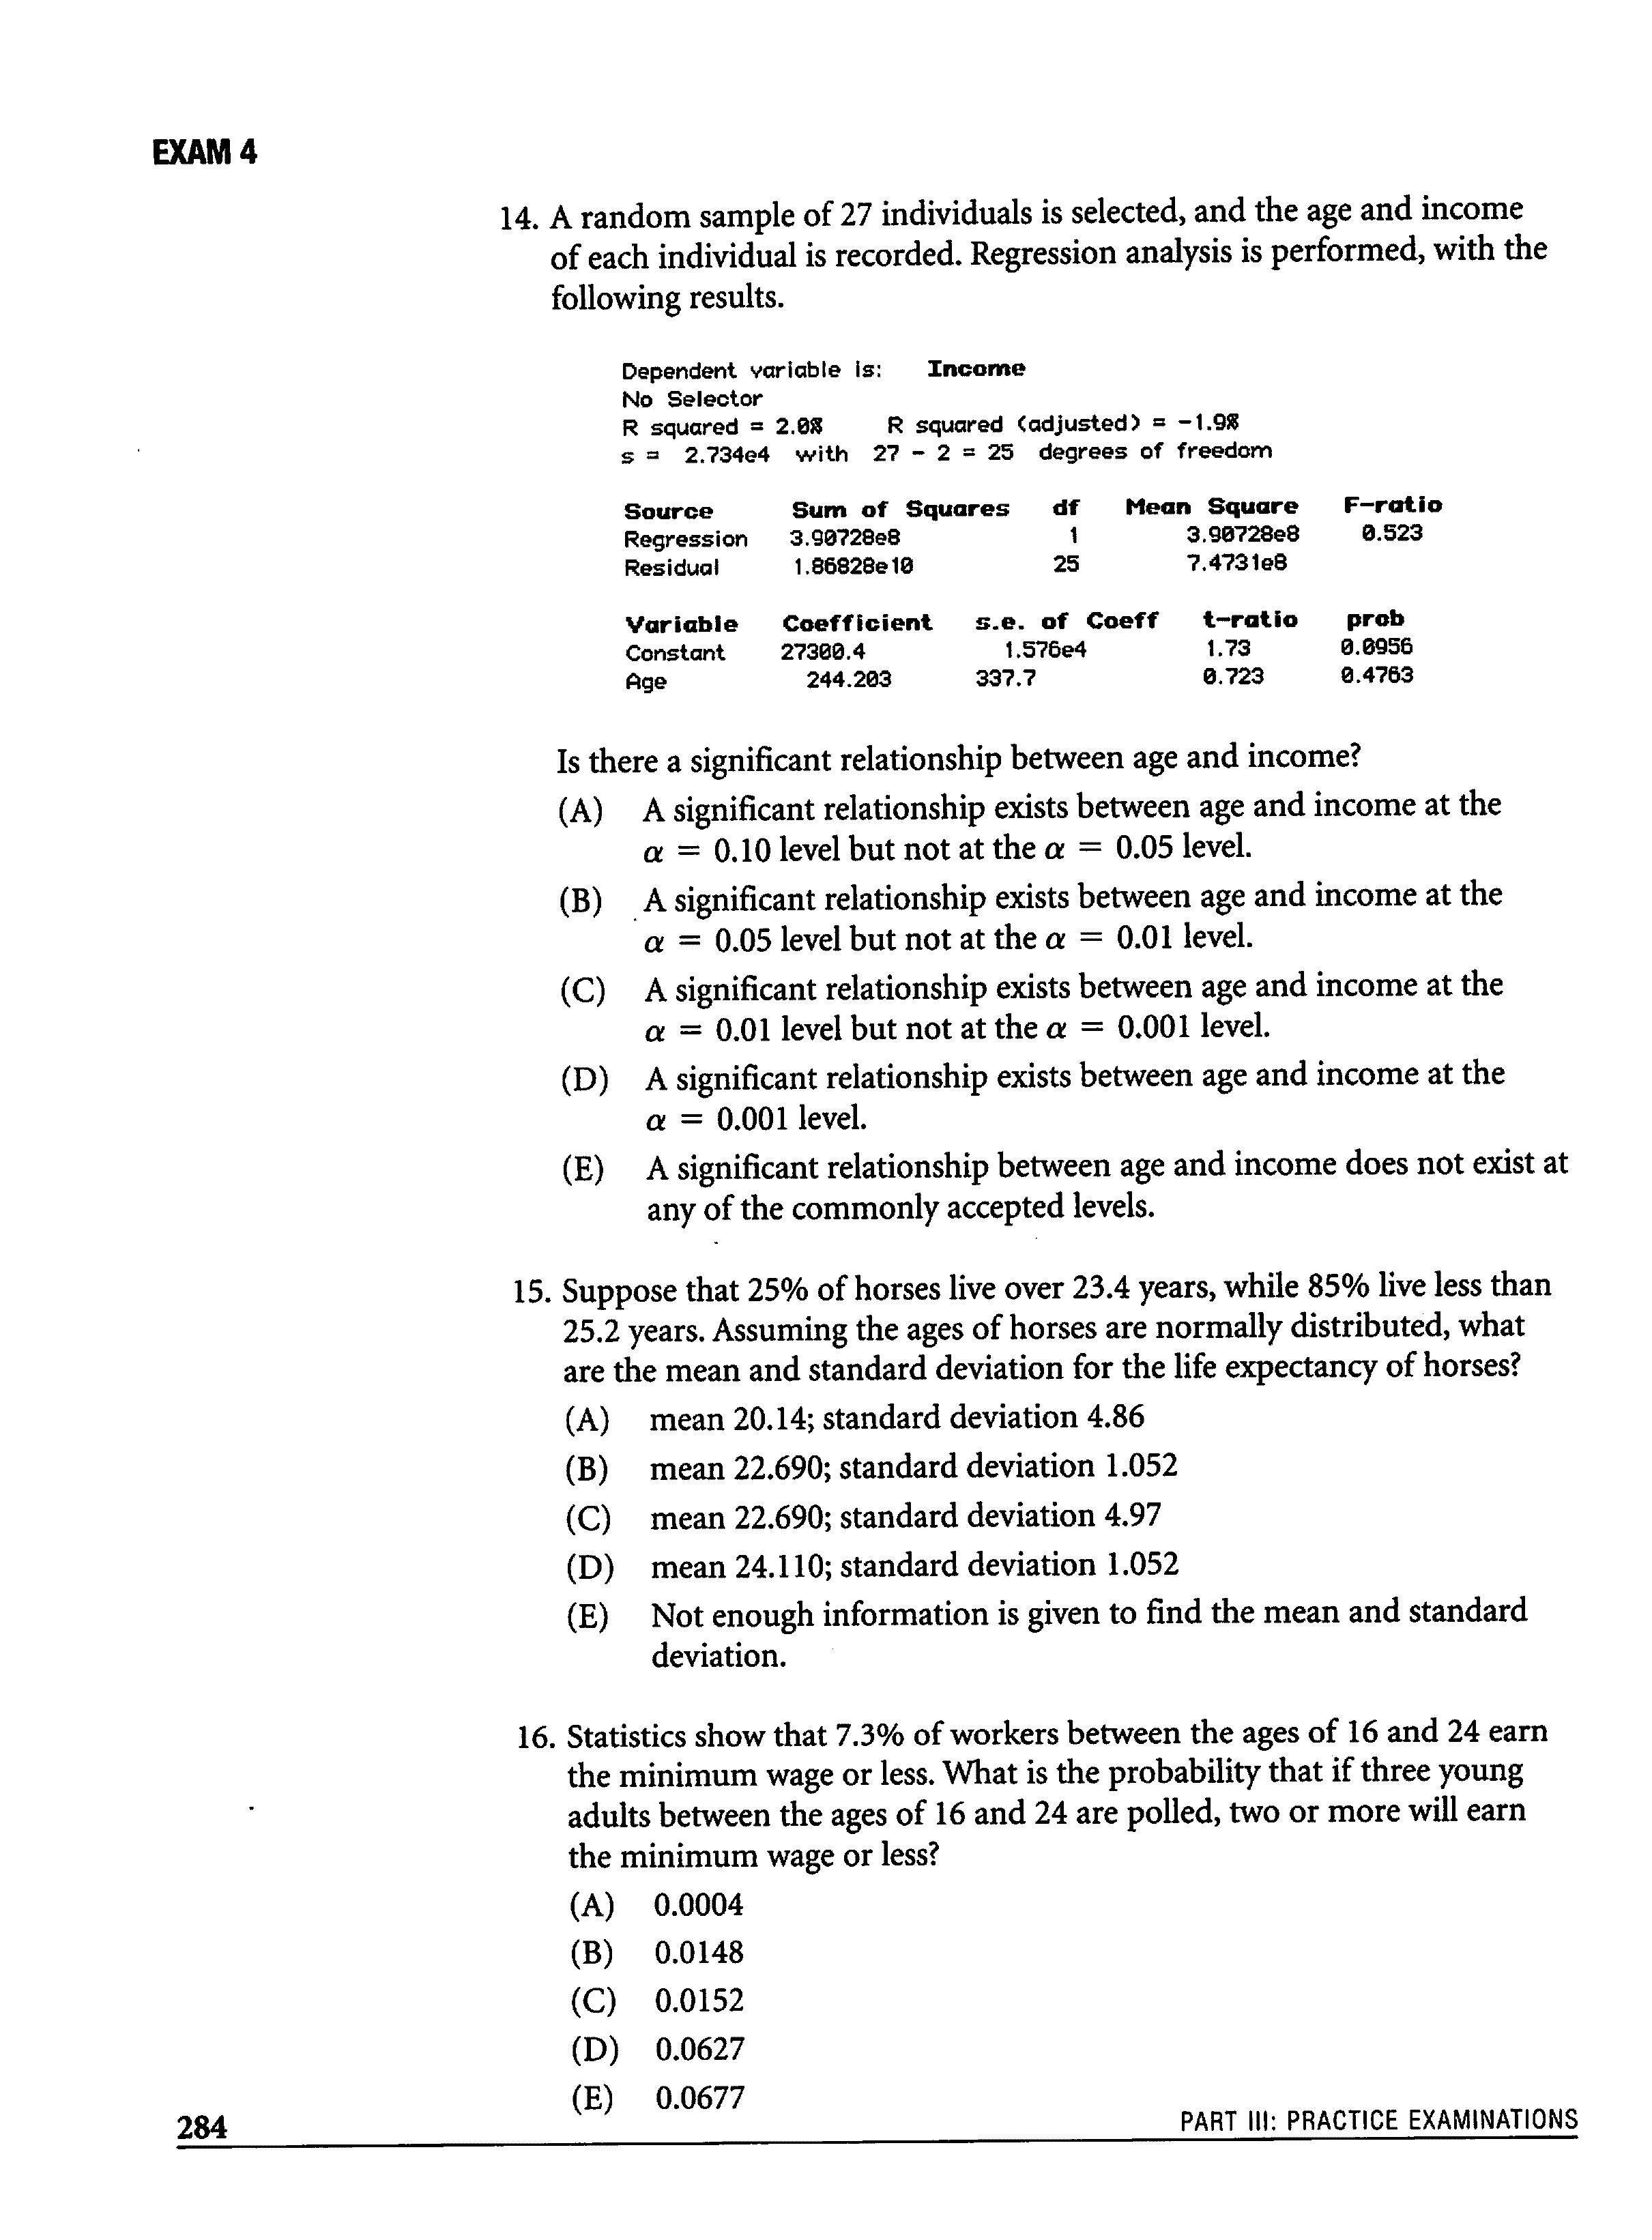 EXAM 4
14. A random sample of 27 individuals is selected, and the age and income
of each individual is recorded. Regression analysis is performed, with the
following results.
Dependent variable is: Income
No Selector
R squared = 2.0% R squared (adjusted) = -1.9%
s = 2.734e4 with 27 - 2 = 25 degrees of freedom
Source Sum of Squares df Mean Square F-ratio
Regression 3.90728e8 1 3.90728e8 0.523
Residual 1.86828e10 25 7.4731e8
Variable Coefficient s.e. of Coeff t-ratio prob
Constant 27300.4 1.576e4 1.73 0.0956
Age 244.203 337.7 0.723 0.4763
Is there a significant relationship between age and income?
(A) A significant relationship exists between age and income at the
α = 0.10 level but not at the α = 0.05 level.
(B) A significant relationship exists between age and income at the
α = 0.05 level but not at the α = 0.01 level.
(C) A significant relationship exists between age and income at the
α = 0.01 level but not at the α = 0.001 level.
(D) A significant relationship exists between age and income at the
α = 0.001 level.
(E) A significant relationship between age and income does not exist at
any of the commonly accepted levels.
15. Suppose that 25% of horses live over 23.4 years, while 85% live less than
25.2 years. Assuming the ages of horses are normally distributed, what
are the mean and standard deviation for the life expectancy of horses?
(A) mean 20.14; standard deviation 4.86
(B) mean 22.690; standard deviation 1.052
(C) mean 22.690; standard deviation 4.97
(D) mean 24.110; standard deviation 1.052
(E) Not enough information is given to find the mean and standard
deviation.
16. Statistics show that 7.3% of workers between the ages of 16 and 24 earn
the minimum wage or less. What is the probability that if three young
adults between the ages of 16 and 24 are polled, two or more will earn
the minimum wage or less?
(A) 0.0004
(B) 0.0148
(C) 0.0152
(D) 0.0627
(E) 0.0677
284
PART III: PRACTICE EXAMINATIONS